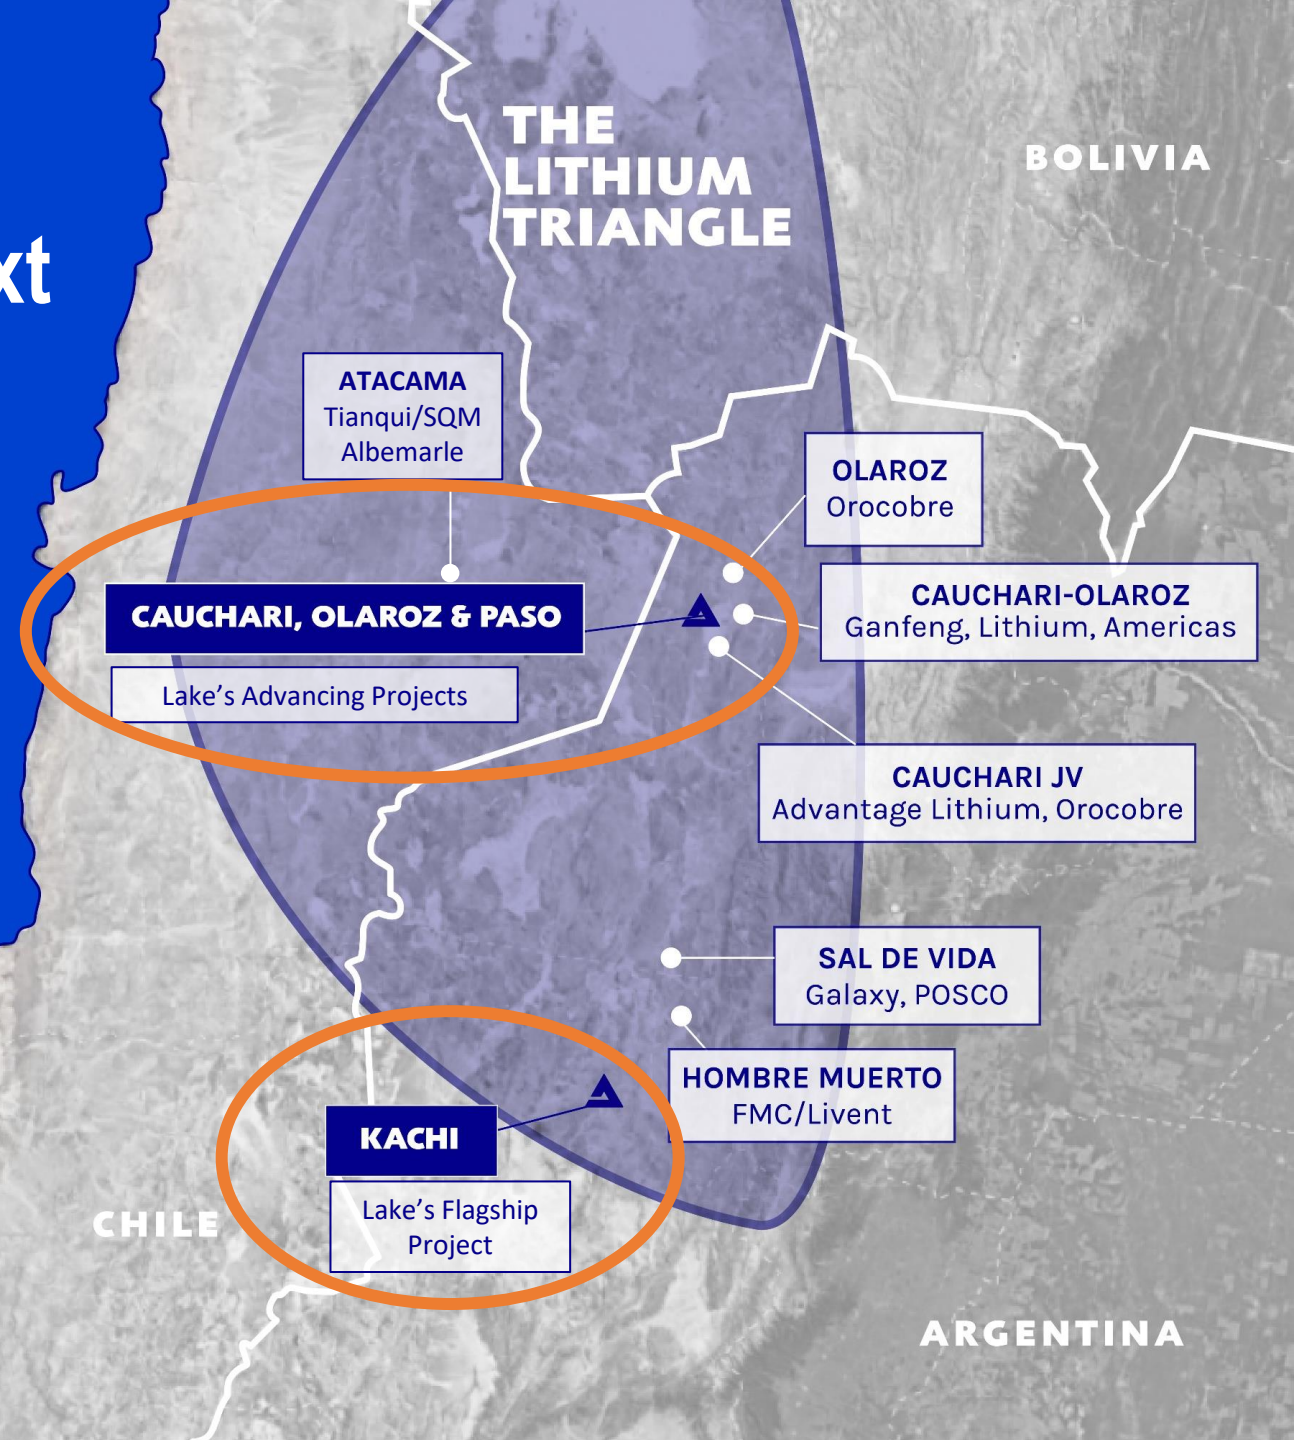 THE
LITHIUM
TRIANGLE
BOLIVIA
xt
ATACAMA
Tianqui/SQM
Albemarle
OLAROZ
Orocobre
CAUCHARI-OLAROZ
Ganfeng, Lithium, Americas
CAUCHARI, OLAROZ & PASO
Lake’s Advancing Projects
CAUCHARI JV
Advantage Lithium, Orocobre
SAL DE VIDA
Galaxy, POSCO
HOMBRE MUERTO
FMC/Livent
KACHI
Lake’s Flagship
Project
CHILE
ARGENTINA